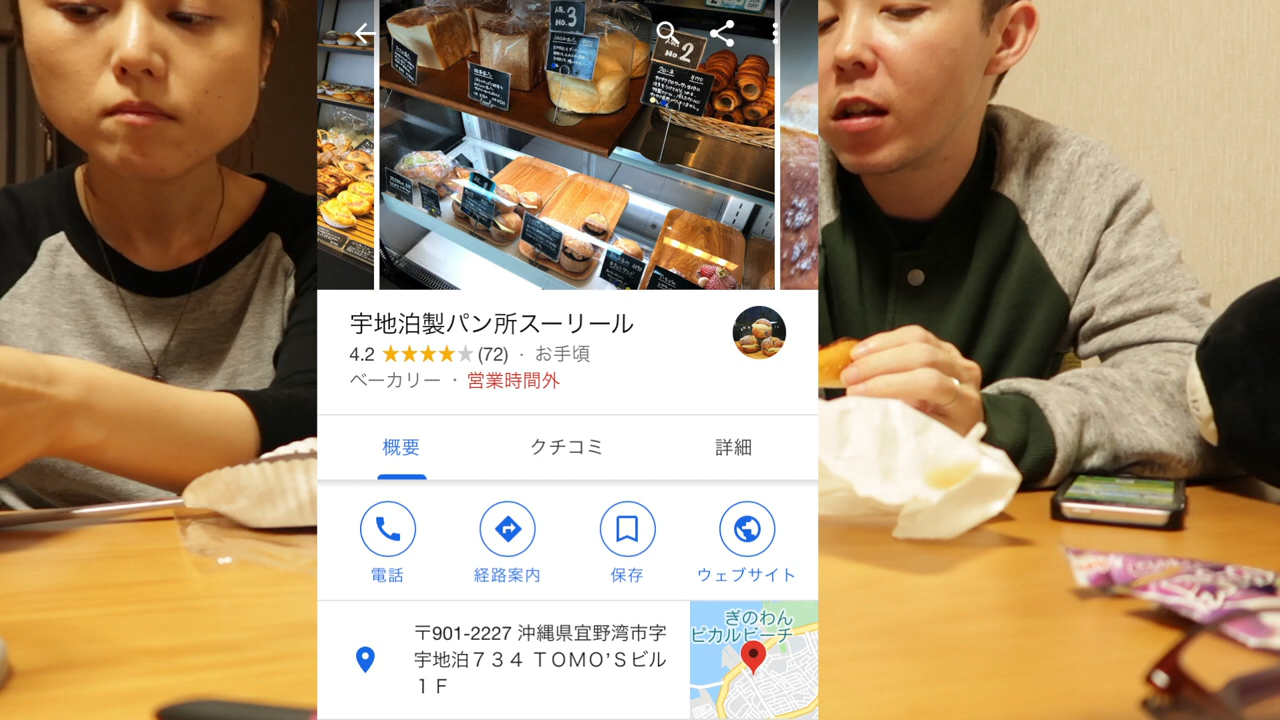 No.3
No.2
宇地泊製パン所スーリール
4.2 ★★★★★ (72) · お手頃
ベーカリー · 営業時間外
概要 クチコミ 詳細
電話 経路案内 保存 ウェブサイト
〒901-2227 沖縄県宜野湾市字
宇地泊７３４ ＴＯＭＯ’Ｓビル
１Ｆ
ぎのわん
ピカルビーチ